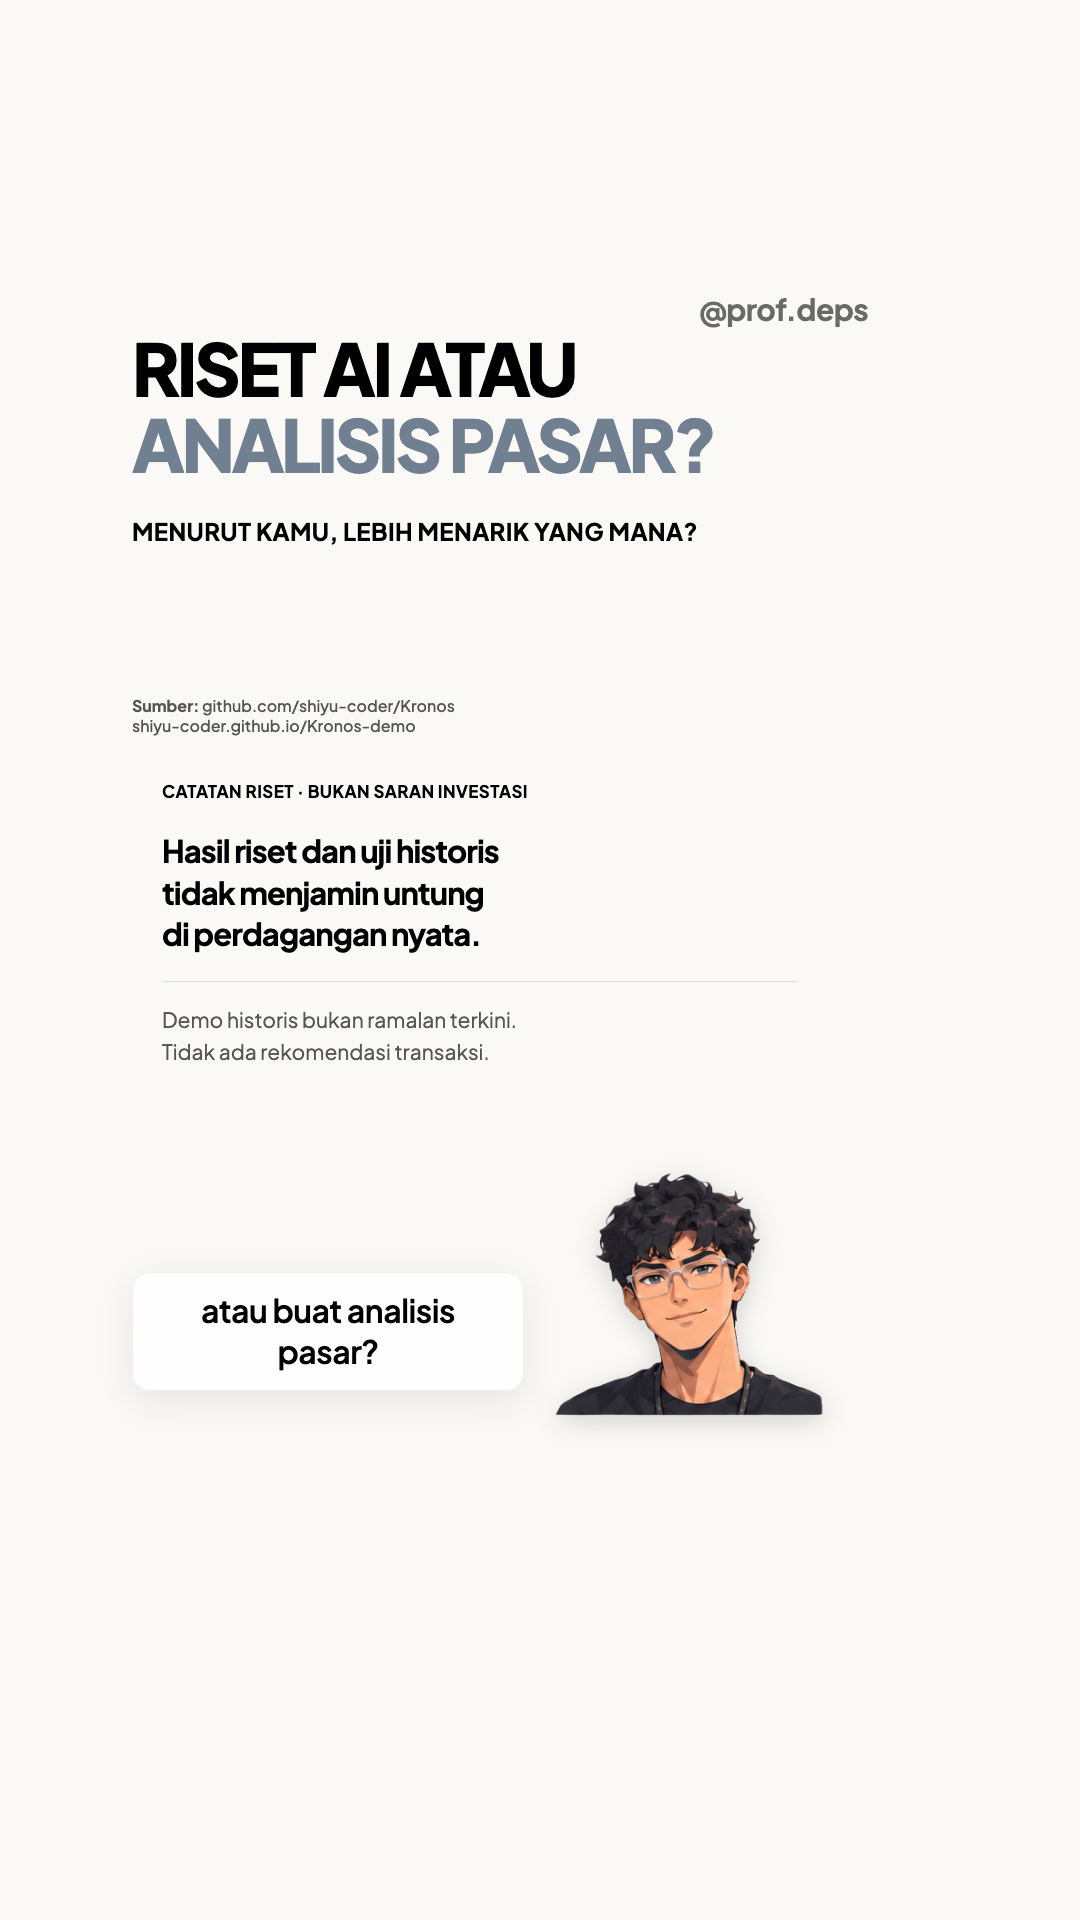 @prof.deps
RISET AI ATAU
ANALISIS PASAR?
MENURUT KAMU, LEBIH MENARIK YANG MANA?
Sumber: github.com/shiyu-coder/Kronos
shiyu-coder.github.io/Kronos-demo
CATATAN RISET · BUKAN SARAN INVESTASI
Hasil riset dan uji historis
tidak menjamin untung
di perdagangan nyata.
Demo historis bukan ramalan terkini.
Tidak ada rekomendasi transaksi.
atau buat analisis
pasar?